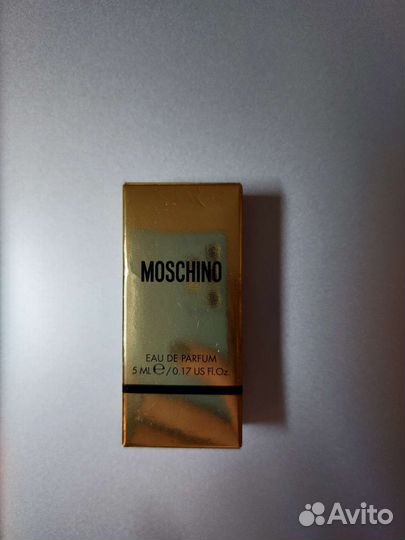 MOSCHINO
EAU DE PARFUM
5 ML℮/0.17 US Fl.Oz.
Avito